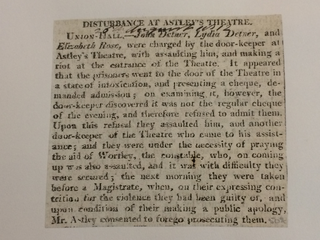 DISTURBANCE AT ASTLEY'S THEATRE.
UNION-HALL.—Detner, Lydia Detner, and
Elizabeth were charged by the door-keeper at
Astley's Theatre, with assaulting him, and making a
riot at the entrance of the Theatre. It appeared
that the prisoners went to the door of the Theatre in
a state of intoxication, and presenting a cheque, de-
manded admission; on examining it, however, the
door-keeper discovered it was not the regular cheque
of the evening, and therefore refused to admit them.
Upon this refusal they assaulted him, and another
door-keeper of the Theatre who came to his assist-
ance; and they were under the necessity of praying
the aid of Worley, the constable, who, on coming
up was also assaulted, and it was with difficulty they
were secured; the next morning they were taken
before a Magistrate, when, on their expressing con-
trition for the violence they had been guilty of, and
upon condition of their making a public apology,
Mr. Astley consented to forego prosecuting them.